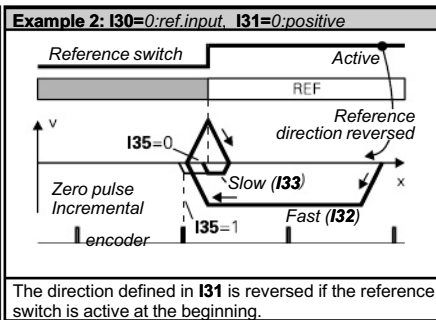 Example 2: I30=0:ref.input, I31=0:positive
Reference switch
Active
REF
Reference
direction reversed
v
I35=0
x
Slow (I33)
Zero pulse
Incremental
encoder
Fast (I32)
I35=1
The direction defined in I31 is reversed if the reference
switch is active at the beginning.